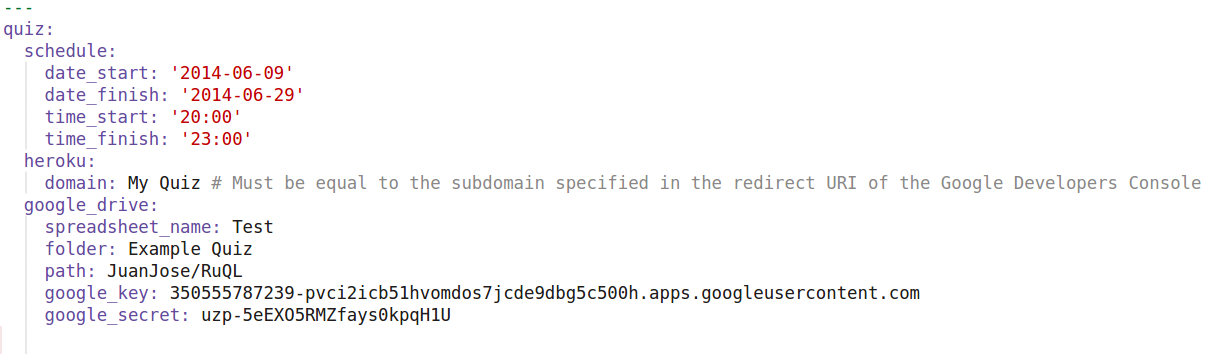 ---
quiz:
  schedule:
    date_start: '2014-06-09'
    date_finish: '2014-06-29'
    time_start: '20:00'
    time_finish: '23:00'
  heroku:
    domain: My Quiz # Must be equal to the subdomain specified in the redirect URI of the Google Developers Console
  google_drive:
    spreadsheet_name: Test
    folder: Example Quiz
    path: JuanJose/RuQL
    google_key: 350555787239-pvci2icb51hvomdos7jcde9dbg5c500h.apps.googleusercontent.com
    google_secret: uzp-5eEXO5RMZfays0kpqH1U